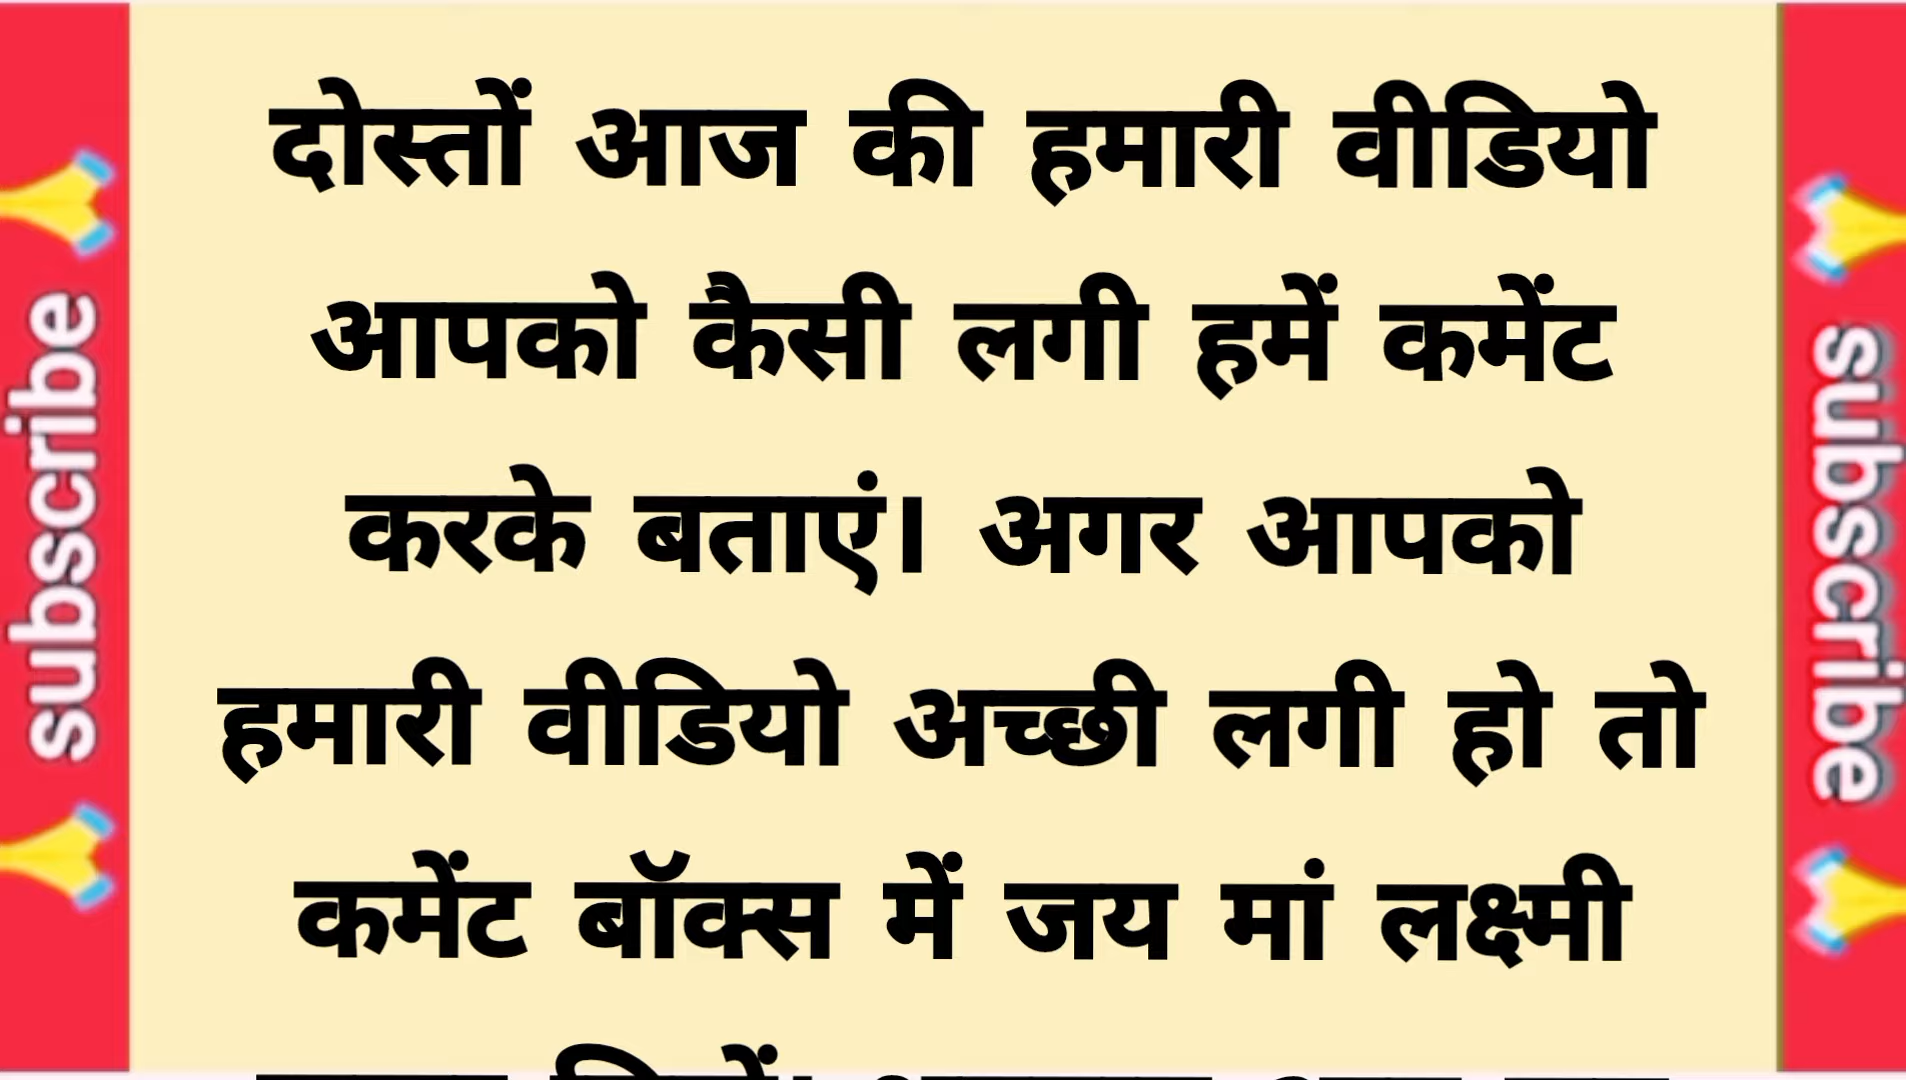 दोस्तों आज की हमारी वीडियो
आपको कैसी लगी हमें कमेंट
करके बताएं। अगर आपको
हमारी वीडियो अच्छी लगी हो तो
कमेंट बॉक्स में जय मां लक्ष्मी
subscribe
subscribe